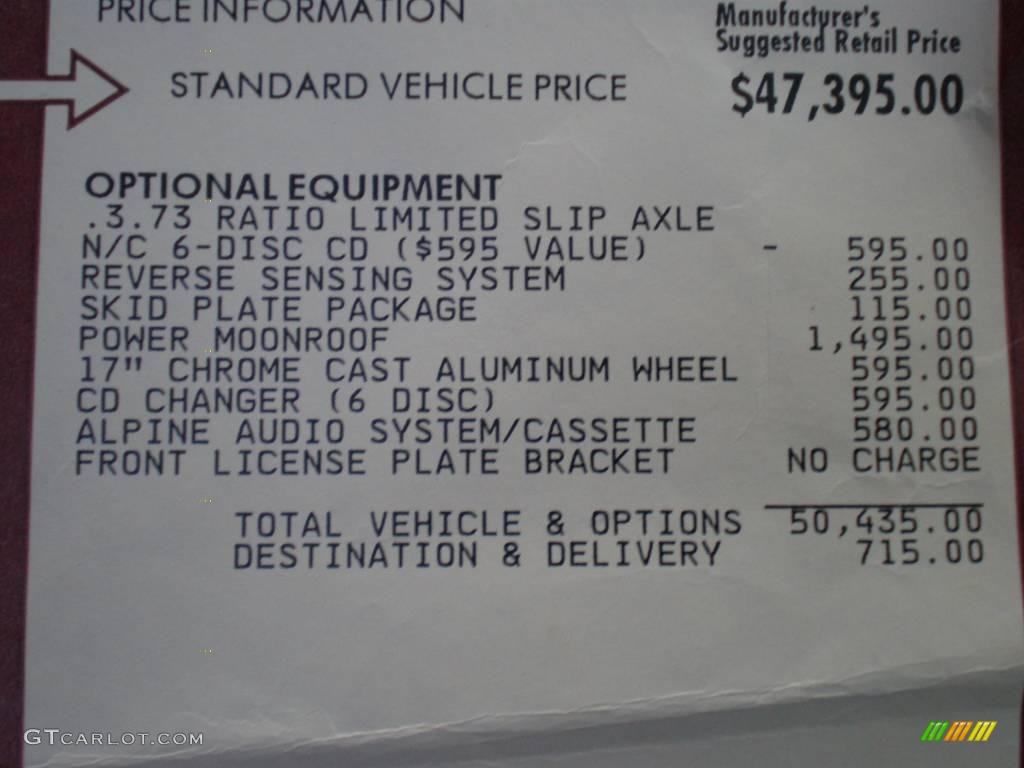 PRICE INFORMATION
Manufacturer's
Suggested Retail Price
STANDARD VEHICLE PRICE $47,395.00
OPTIONAL EQUIPMENT
.3.73 RATIO LIMITED SLIP AXLE
N/C 6-DISC CD ($595 VALUE) - 595.00
REVERSE SENSING SYSTEM 255.00
SKID PLATE PACKAGE 115.00
POWER MOONROOF 1,495.00
17" CHROME CAST ALUMINUM WHEEL 595.00
CD CHANGER (6 DISC) 595.00
ALPINE AUDIO SYSTEM/CASSETTE 580.00
FRONT LICENSE PLATE BRACKET NO CHARGE
TOTAL VEHICLE & OPTIONS 50,435.00
DESTINATION & DELIVERY 715.00
GTCARLOT.COM